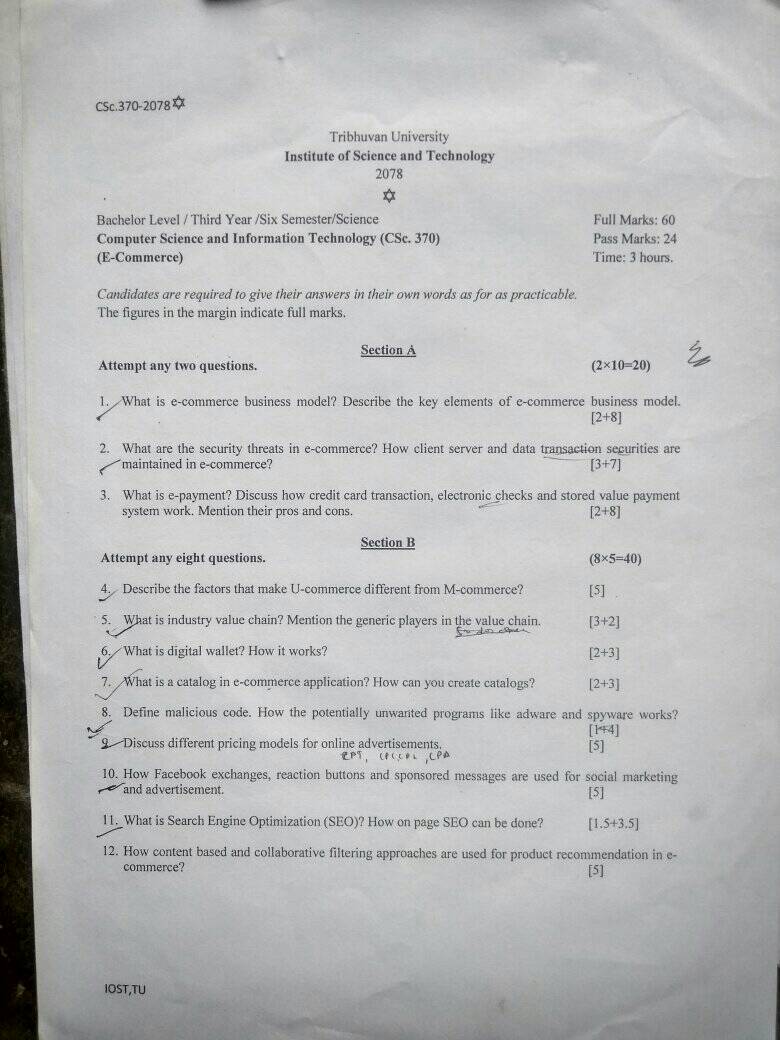 CSc.370-2078✡
Tribhuvan University
Institute of Science and Technology
2078
✡
Bachelor Level / Third Year /Six Semester/Science
Full Marks: 60
Computer Science and Information Technology (CSc. 370)
Pass Marks: 24
(E-Commerce)
Time: 3 hours.
Candidates are required to give their answers in their own words as for as practicable.
The figures in the margin indicate full marks.
Section A
Attempt any two questions. (2×10=20)
1. What is e-commerce business model? Describe the key elements of e-commerce business model.
[2+8]
2. What are the security threats in e-commerce? How client server and data transaction securities are
maintained in e-commerce? [3+7]
3. What is e-payment? Discuss how credit card transaction, electronic checks and stored value payment
system work. Mention their pros and cons. [2+8]
Section B
Attempt any eight questions. (8×5=40)
4. Describe the factors that make U-commerce different from M-commerce? [5]
5. What is industry value chain? Mention the generic players in the value chain. [3+2]
6. What is digital wallet? How it works? [2+3]
7. What is a catalog in e-commerce application? How can you create catalogs? [2+3]
8. Define malicious code. How the potentially unwanted programs like adware and spyware works?
[1+4]
9. Discuss different pricing models for online advertisements. [5]
10. How Facebook exchanges, reaction buttons and sponsored messages are used for social marketing
and advertisement. [5]
11. What is Search Engine Optimization (SEO)? How on page SEO can be done? [1.5+3.5]
12. How content based and collaborative filtering approaches are used for product recommendation in e-
commerce? [5]
IOST,TU